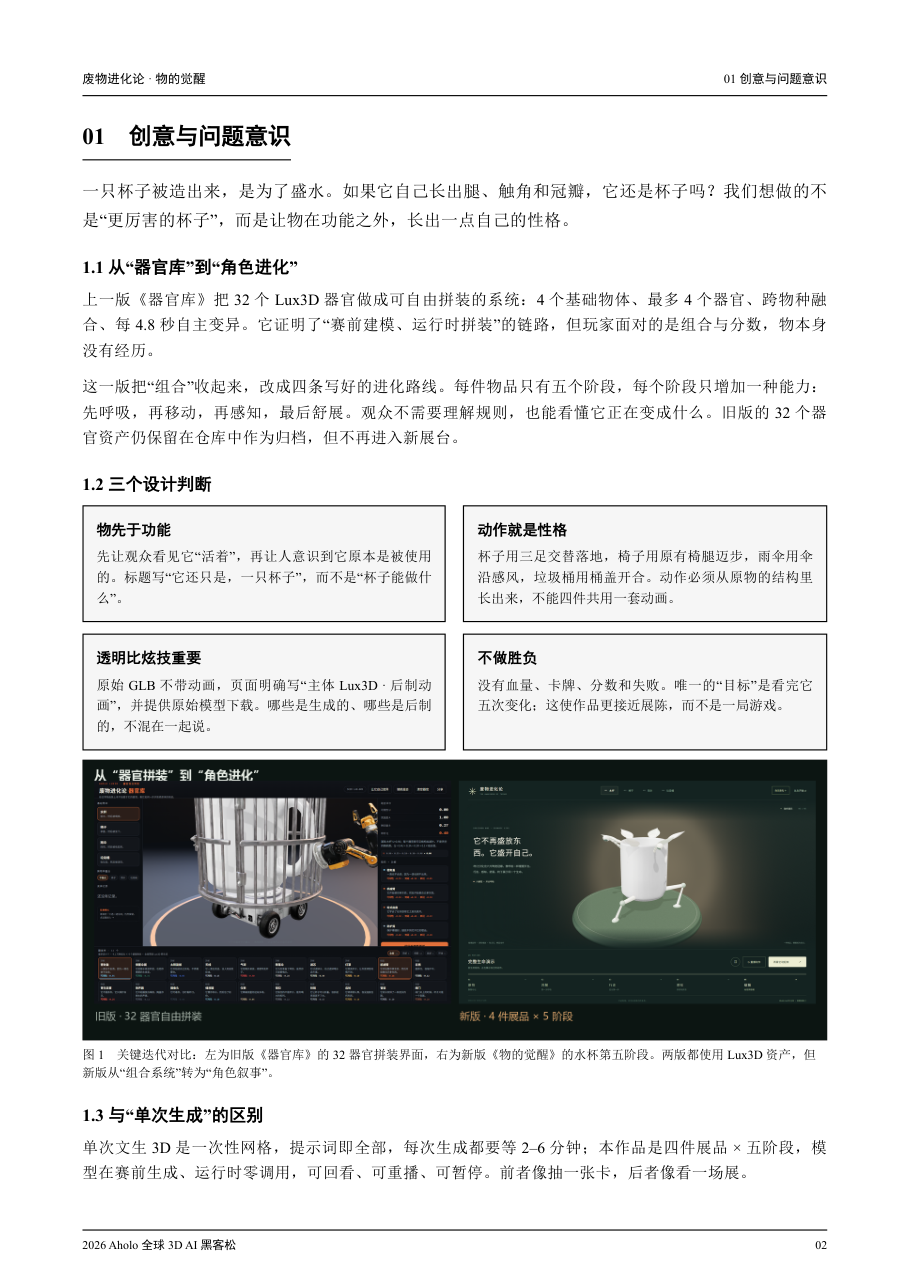 废物进化论 · 物的觉醒
01 创意与问题意识
01 创意与问题意识
一只杯子被造出来，是为了盛水。如果它自己长出腿、触角和冠瓣，它还是杯子吗？我们想做的不
是“更厉害的杯子”，而是让物在功能之外，长出一点自己的性格。
1.1 从“器官库”到“角色进化”
上一版《器官库》把 32 个 Lux3D 器官做成可自由拼装的系统：4 个基础物体、最多 4 个器官、跨物种融
合、每 4.8 秒自主变异。它证明了“赛前建模、运行时拼装”的链路，但玩家面对的是组合与分数，物本身
没有经历。
这一版把“组合”收起来，改成四条写好的进化路线。每件物品只有五个阶段，每个阶段只增加一种能力：
先呼吸，再移动，再感知，最后舒展。观众不需要理解规则，也能看懂它正在变成什么。旧版的 32 个器
官资产仍保留在仓库中作为归档，但不再进入新展台。
1.2 三个设计判断
物先于功能
先让观众看见它“活着”，再让人意识到它原本是被使用
的。标题写“它还只是，一只杯子”，而不是“杯子能做什
么”。
动作就是性格
杯子用三足交替落地，椅子用原有椅腿迈步，雨伞用伞
沿感风，垃圾桶用桶盖开合。动作必须从原物的结构里
长出来，不能四件共用一套动画。
透明比炫技重要
原始 GLB 不带动画，页面明确写“主体 Lux3D · 后制动
画”，并提供原始模型下载。哪些是生成的、哪些是后制
的，不混在一起说。
不做胜负
没有血量、卡牌、分数和失败。唯一的“目标”是看完它
五次变化；这使作品更接近展陈，而不是一局游戏。
从“器官拼装”到“角色进化”
废物进化论 器官库
废物进化论
它不再盛放东
西。它盛开自己。
完整生命演示
旧版 · 32 器官自由拼装
新版 · 4 件展品 × 5 阶段
图 1 关键迭代对比：左为旧版《器官库》的 32 器官拼装界面，右为新版《物的觉醒》的水杯第五阶段。两版都使用 Lux3D 资产，但
新版从“组合系统”转为“角色叙事”。
1.3 与“单次生成”的区别
单次文生 3D 是一次性网格，提示词即全部，每次生成都要等 2–6 分钟；本作品是四件展品 × 五阶段，模
型在赛前生成、运行时零调用，可回看、可重播、可暂停。前者像抽一张卡，后者像看一场展。
2026 Aholo 全球 3D AI 黑客松
02